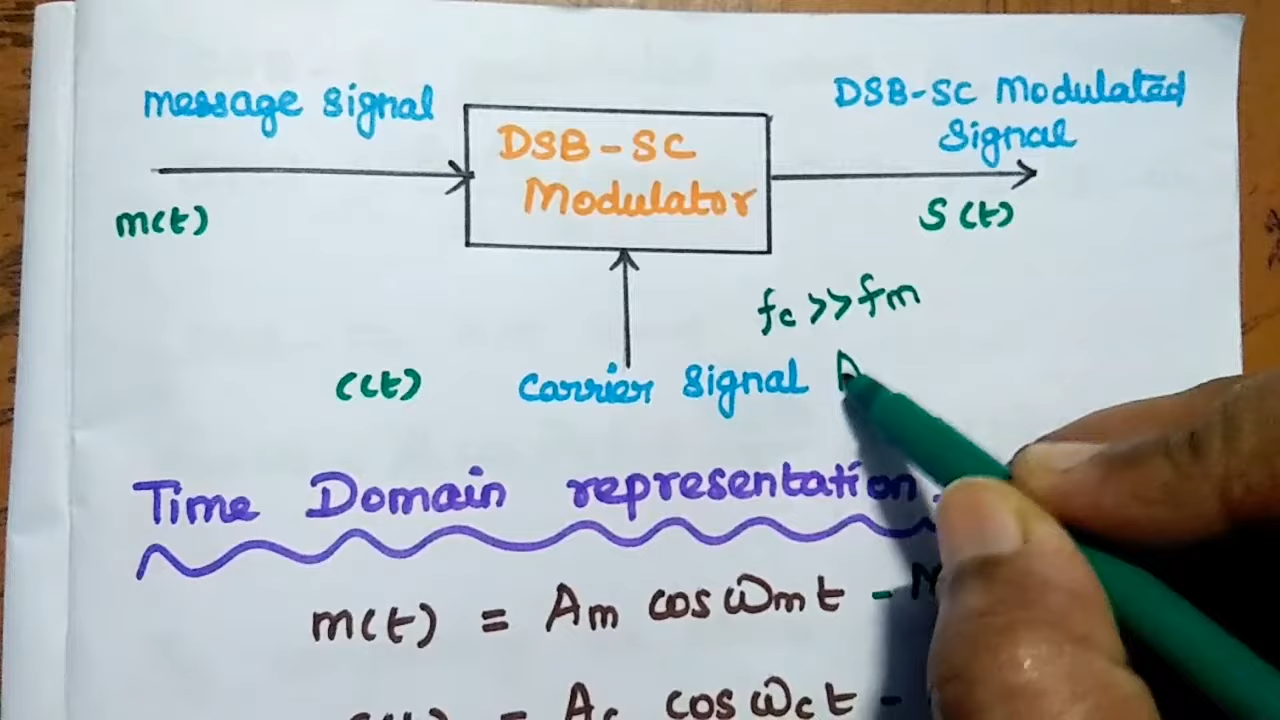 message signal
DSB-SC Modulated
Signal
DSB-SC
Modulator
m(t)
S(t)
fc >> fm
c(t)
Carrier Signal A
Time Domain representation
m(t) = Am cos ωmt -
= Ac cos ωct -